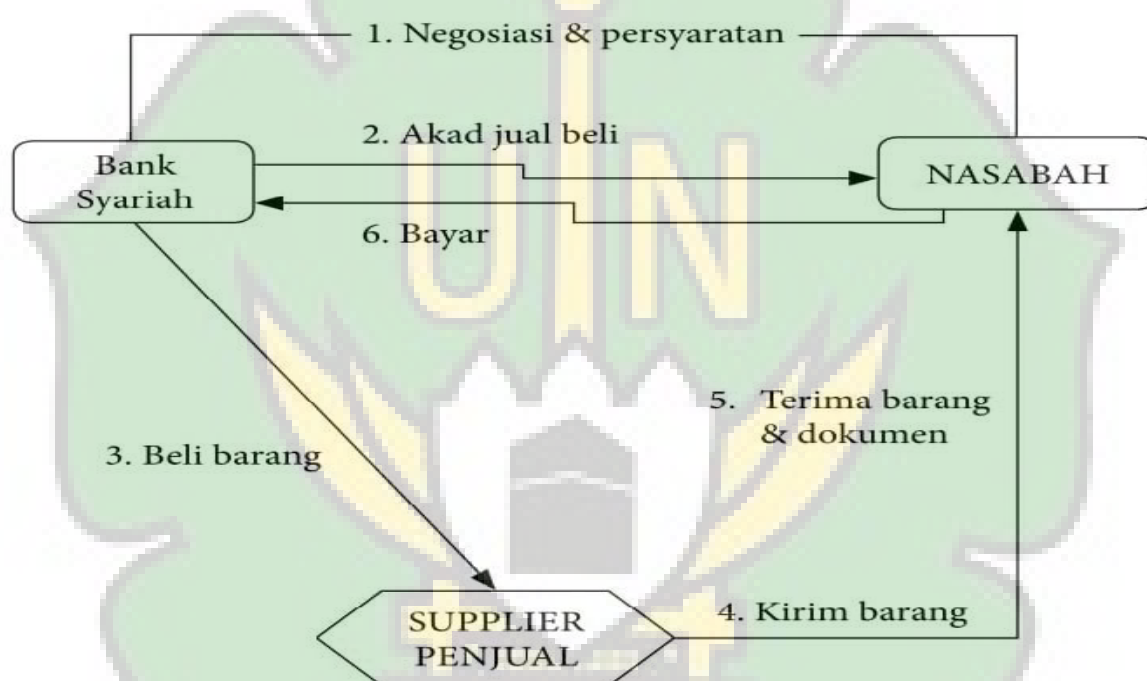 1. Negosiasi & persyaratan
2. Akad jual beli
Bank
Syariah
NASABAH
6. Bayar
5. Terima barang
& dokumen
3. Beli barang
4. Kirim barang
SUPPLIER
PENJUAL
UIN